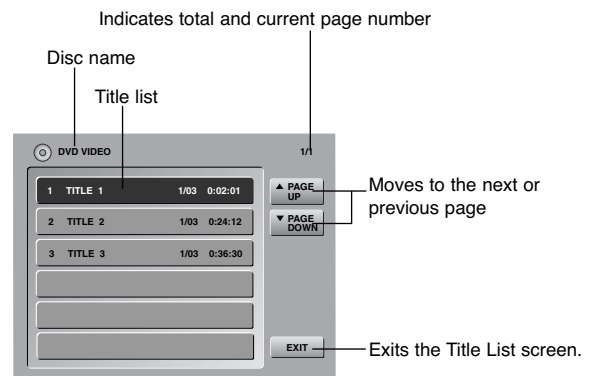 Indicates total and current page number
Disc name
Title list
DVD VIDEO 1/1
1 TITLE 1 1/03 0:02:01
2 TITLE 2 1/03 0:24:12
3 TITLE 3 1/03 0:36:30
▲ PAGE
UP
▼ PAGE
DOWN
Moves to the next or
previous page
EXIT
Exits the Title List screen.